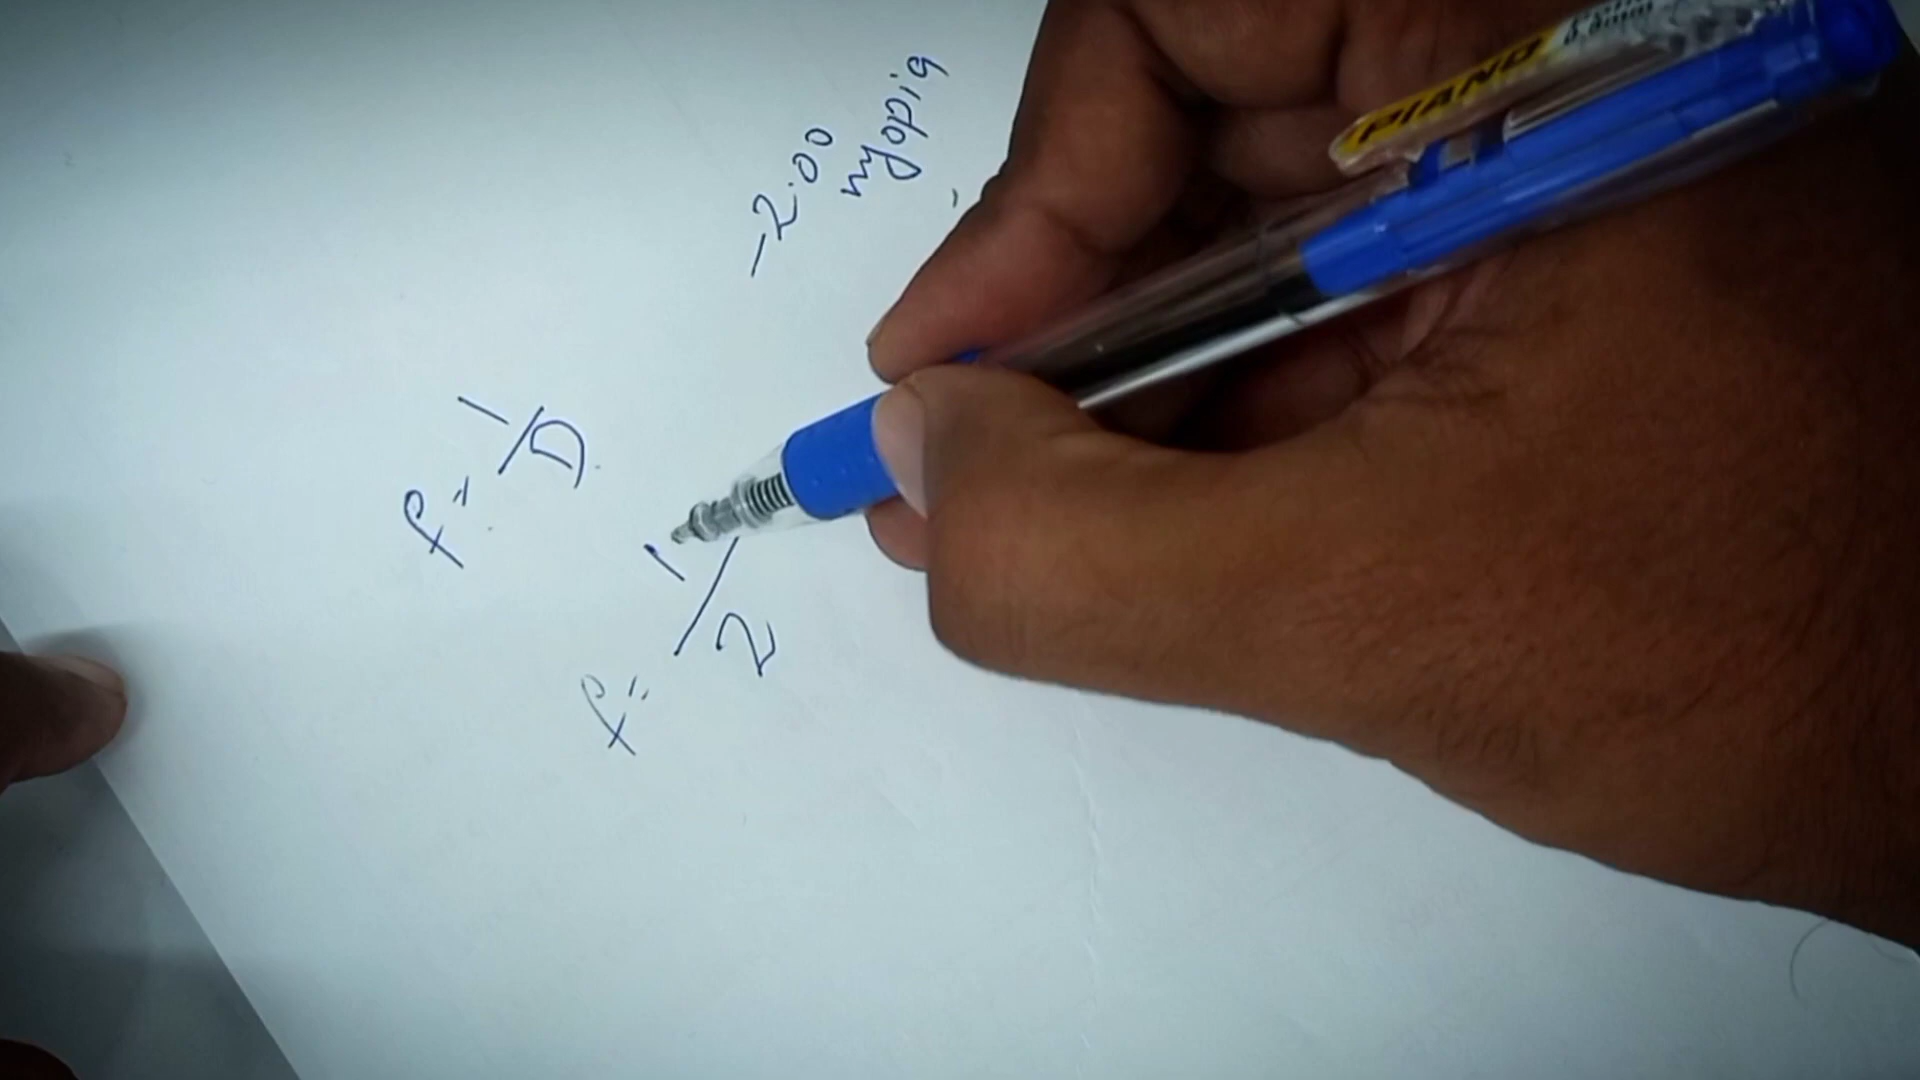 -2.00
myopia
f = 1/D
f = 1/2
PIANO